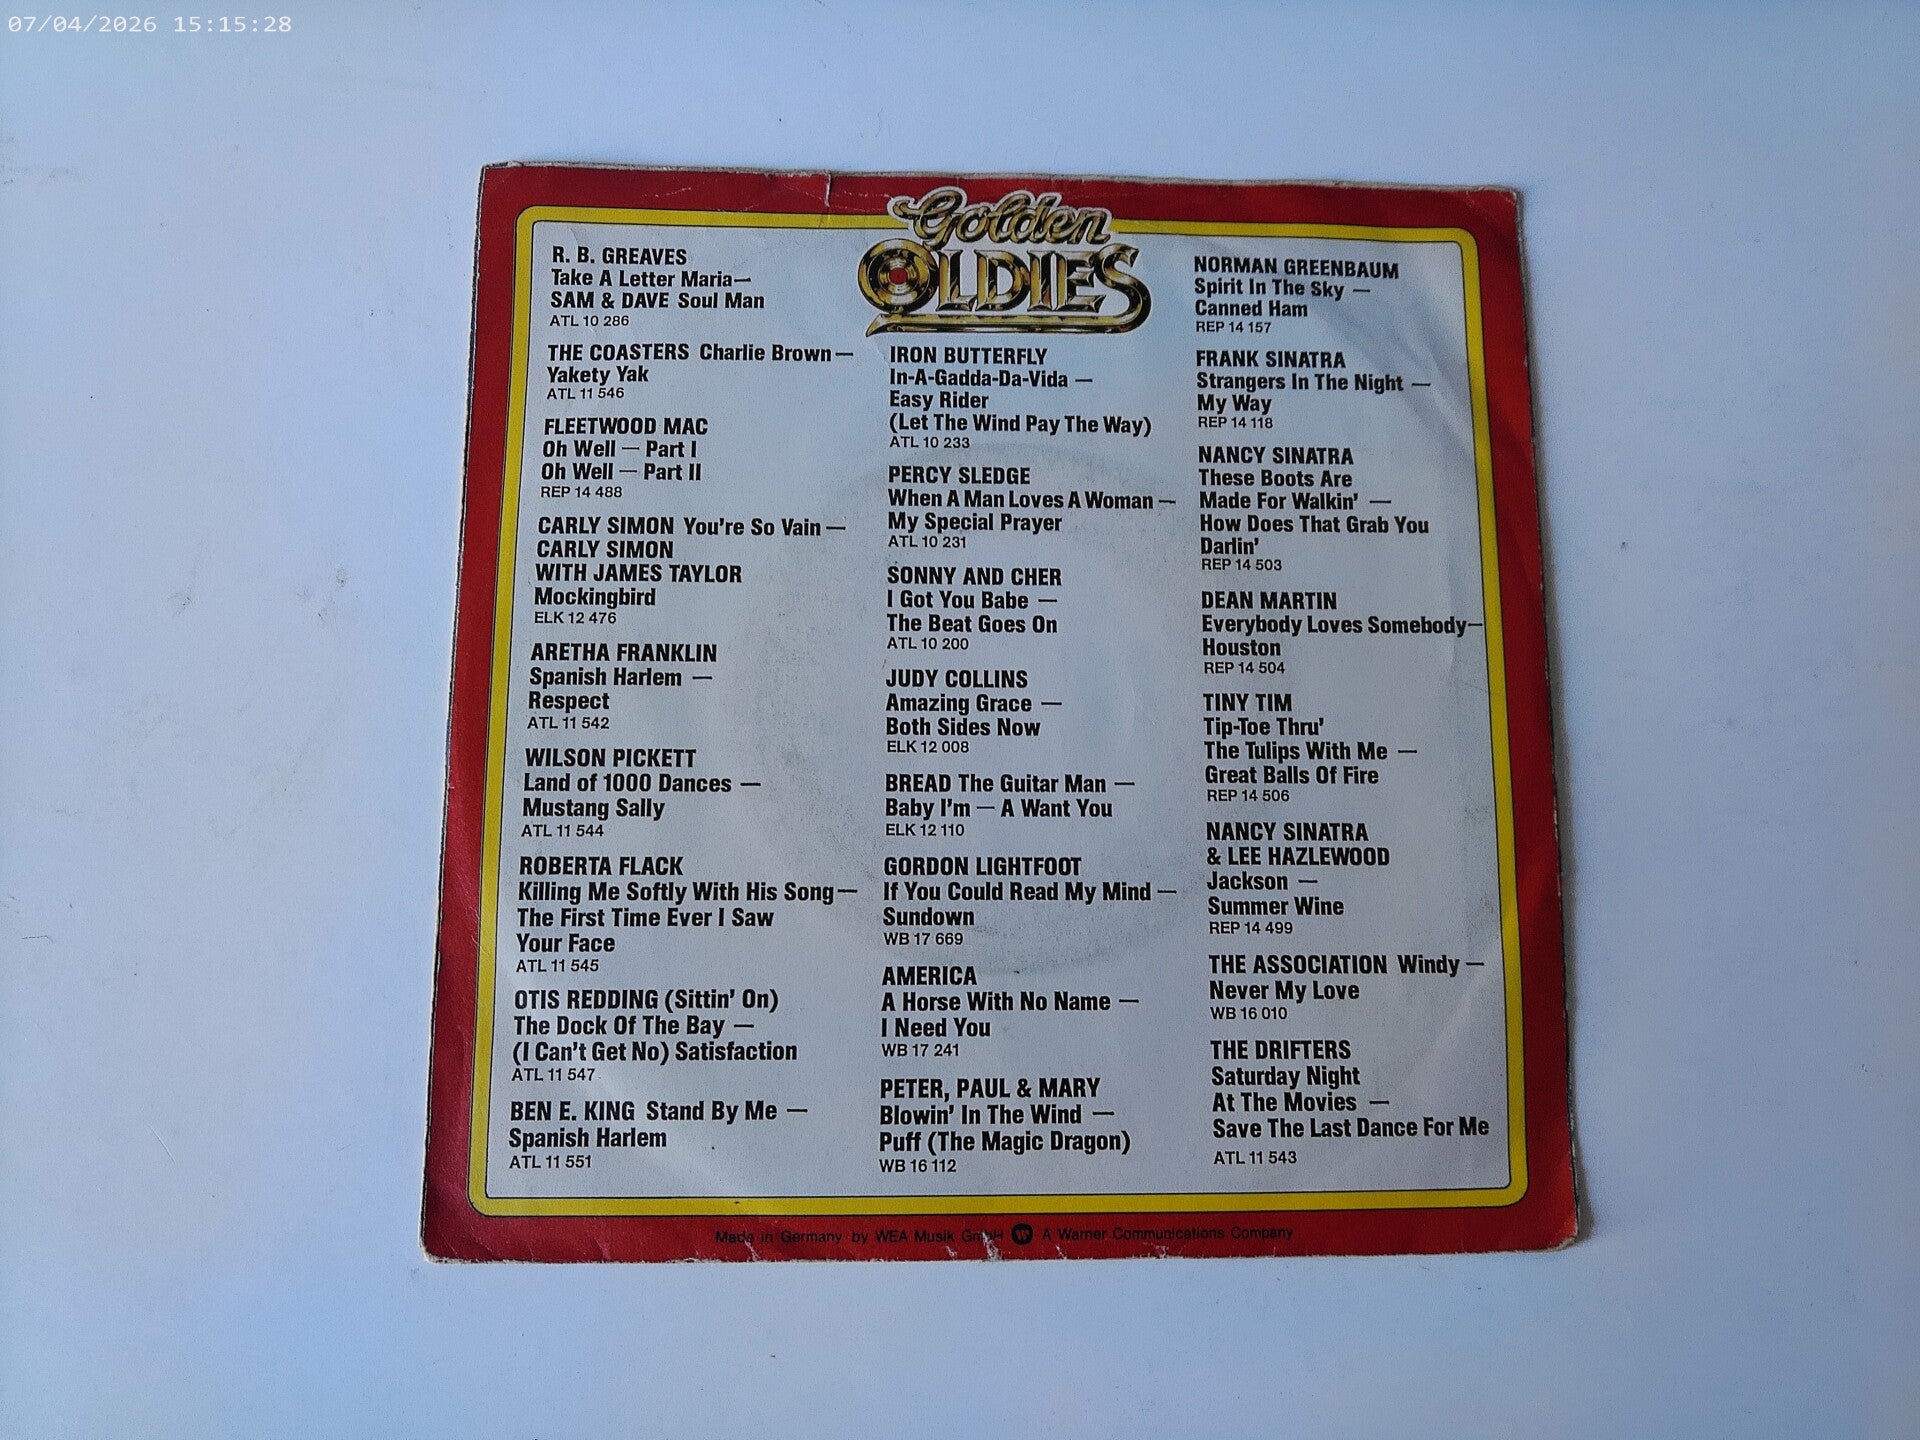 07/04/2026 15:15:28
Golden
OLDIES
R. B. GREAVES
Take A Letter Maria—
SAM & DAVE Soul Man
ATL 10 286
THE COASTERS Charlie Brown—
Yakety Yak
ATL 11 546
FLEETWOOD MAC
Oh Well — Part I
Oh Well — Part II
REP 14 488
CARLY SIMON You're So Vain —
CARLY SIMON
WITH JAMES TAYLOR
Mockingbird
ELK 12 476
ARETHA FRANKLIN
Spanish Harlem —
Respect
ATL 11 542
WILSON PICKETT
Land of 1000 Dances —
Mustang Sally
ATL 11 544
ROBERTA FLACK
Killing Me Softly With His Song—
The First Time Ever I Saw
Your Face
ATL 11 545
OTIS REDDING (Sittin' On)
The Dock Of The Bay —
(I Can't Get No) Satisfaction
ATL 11 547
BEN E. KING Stand By Me —
Spanish Harlem
ATL 11 551
IRON BUTTERFLY
In-A-Gadda-Da-Vida —
Easy Rider
(Let The Wind Pay The Way)
ATL 10 233
PERCY SLEDGE
When A Man Loves A Woman —
My Special Prayer
ATL 10 231
SONNY AND CHER
I Got You Babe —
The Beat Goes On
ATL 10 200
JUDY COLLINS
Amazing Grace —
Both Sides Now
ELK 12 008
BREAD The Guitar Man —
Baby I'm — A Want You
ELK 12 110
GORDON LIGHTFOOT
If You Could Read My Mind —
Sundown
WB 17 669
AMERICA
A Horse With No Name —
I Need You
WB 17 241
PETER, PAUL & MARY
Blowin' In The Wind —
Puff (The Magic Dragon)
WB 16 112
NORMAN GREENBAUM
Spirit In The Sky —
Canned Ham
REP 14 157
FRANK SINATRA
Strangers In The Night —
My Way
REP 14 118
NANCY SINATRA
These Boots Are
Made For Walkin' —
How Does That Grab You
Darlin'
REP 14 503
DEAN MARTIN
Everybody Loves Somebody—
Houston
REP 14 504
TINY TIM
Tip-Toe Thru'
The Tulips With Me —
Great Balls Of Fire
REP 14 506
NANCY SINATRA
& LEE HAZLEWOOD
Jackson —
Summer Wine
REP 14 499
THE ASSOCIATION Windy —
Never My Love
WB 16 010
THE DRIFTERS
Saturday Night
At The Movies —
Save The Last Dance For Me
ATL 11 543
Made in Germany by WEA Musik GmbH W A Warner Communications Company